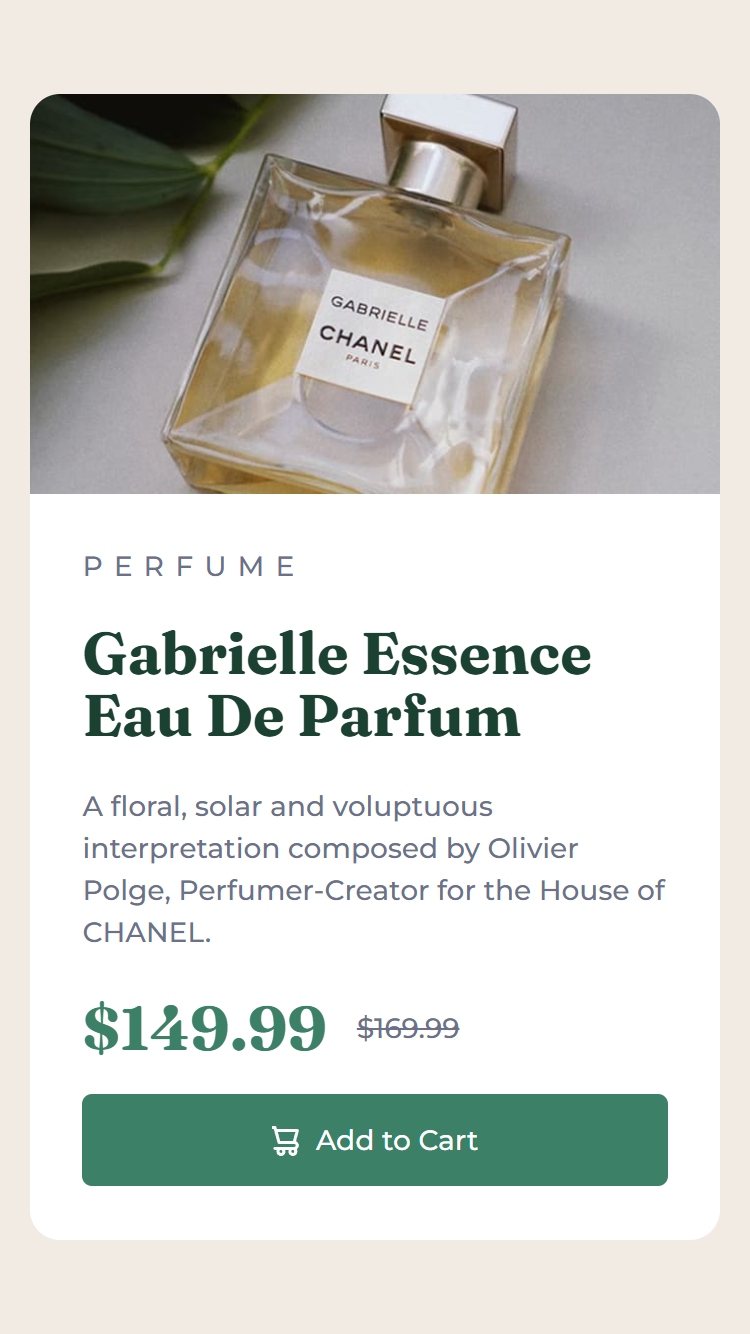 GABRIELLE
CHANEL
PARIS
PERFUME
Gabrielle Essence
Eau De Parfum
A floral, solar and voluptuous
interpretation composed by Olivier
Polge, Perfumer-Creator for the House of
CHANEL.
$149.99 $169.99
Add to Cart